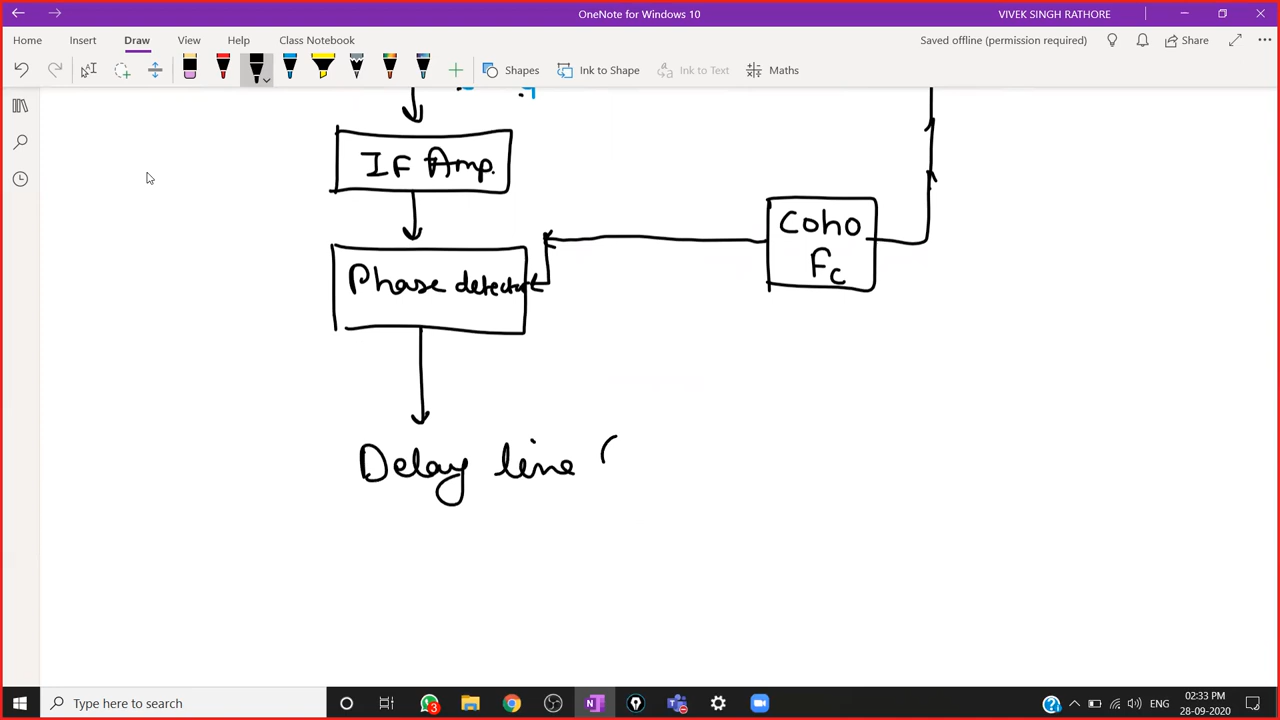 OneNote for Windows 10
VIVEK SINGH RATHORE
Home Insert Draw View Help Class Notebook
Saved offline (permission required)
Share
Shapes Ink to Shape Ink to Text Maths
IF Amp.
Coho
Fc
Phase detector
Delay line (
Type here to search
3
ENG
02:33 PM
28-09-2020